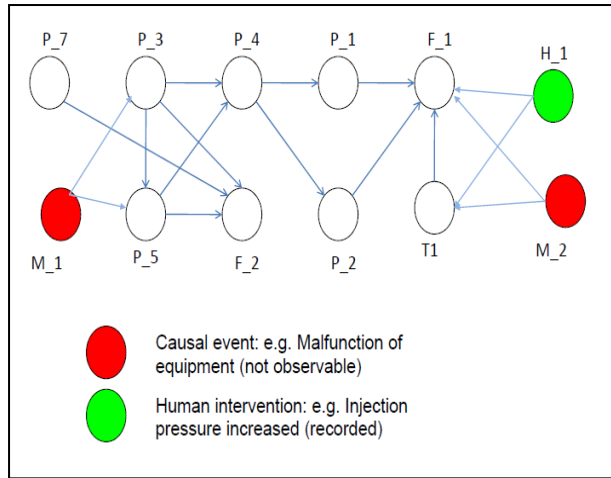 P_7 P_3 P_4 P_1 F_1 H_1
M_1 P_5 F_2 P_2 T1 M_2
Causal event: e.g. Malfunction of
equipment (not observable)
Human intervention: e.g. Injection
pressure increased (recorded)